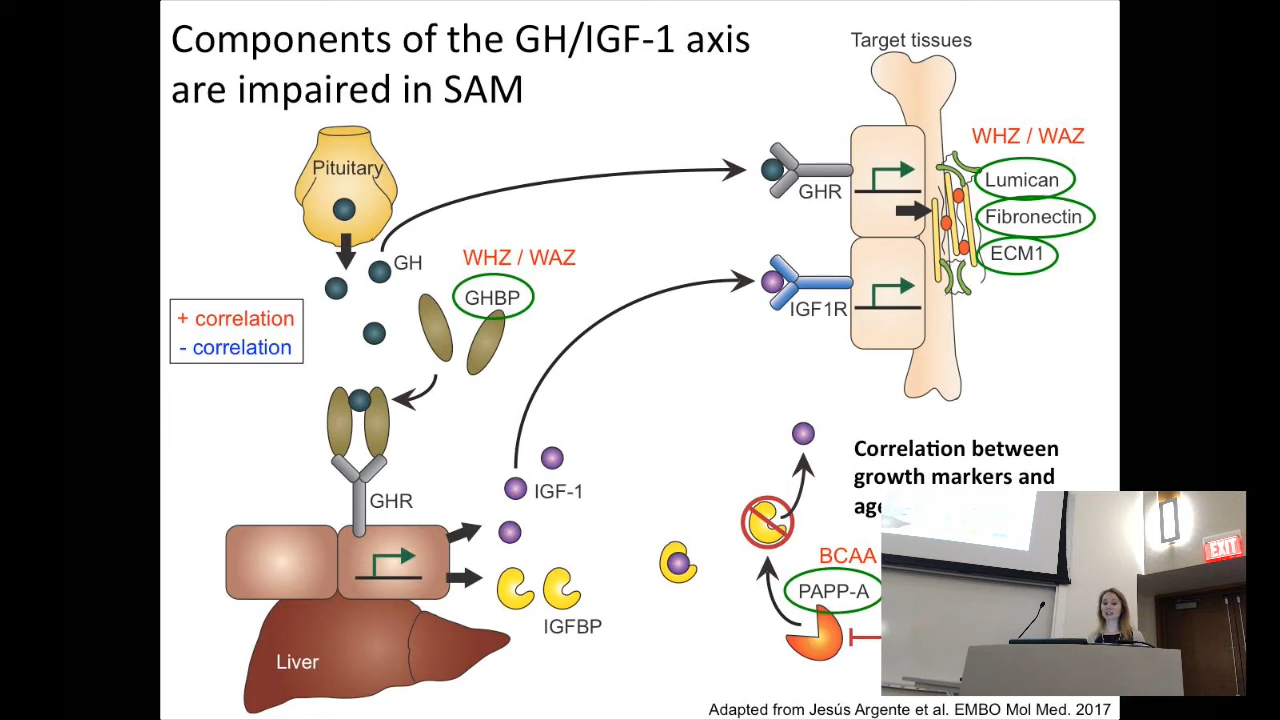 Components of the GH/IGF-1 axis
are impaired in SAM
Target tissues
Pituitary
WHZ / WAZ
Lumican
Fibronectin
ECM1
GHR
GH
WHZ / WAZ
GHBP
IGF1R
+ correlation
- correlation
Correlation between
growth markers and
IGF-1
GHR
BCAA
PAPP-A
IGFBP
Liver
EXIT
Adapted from Jesús Argente et al. EMBO Mol Med. 2017